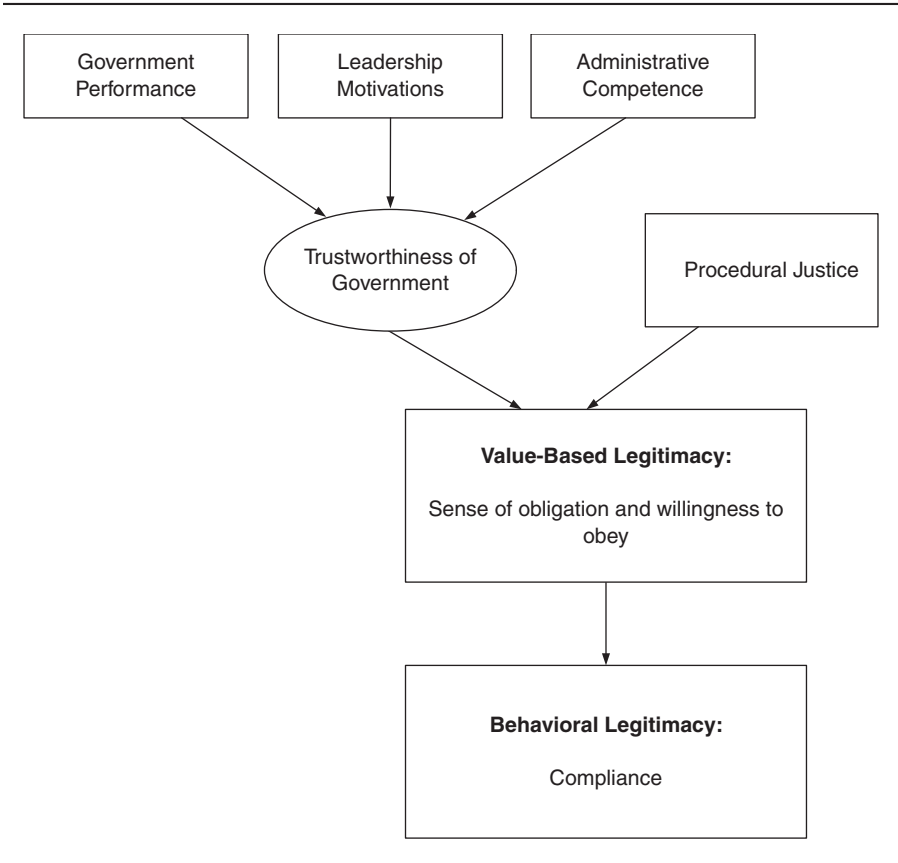 Government
Performance
Leadership
Motivations
Administrative
Competence
Trustworthiness of
Government
Procedural Justice
Value-Based Legitimacy:
Sense of obligation and willingness to
obey
Behavioral Legitimacy:
Compliance